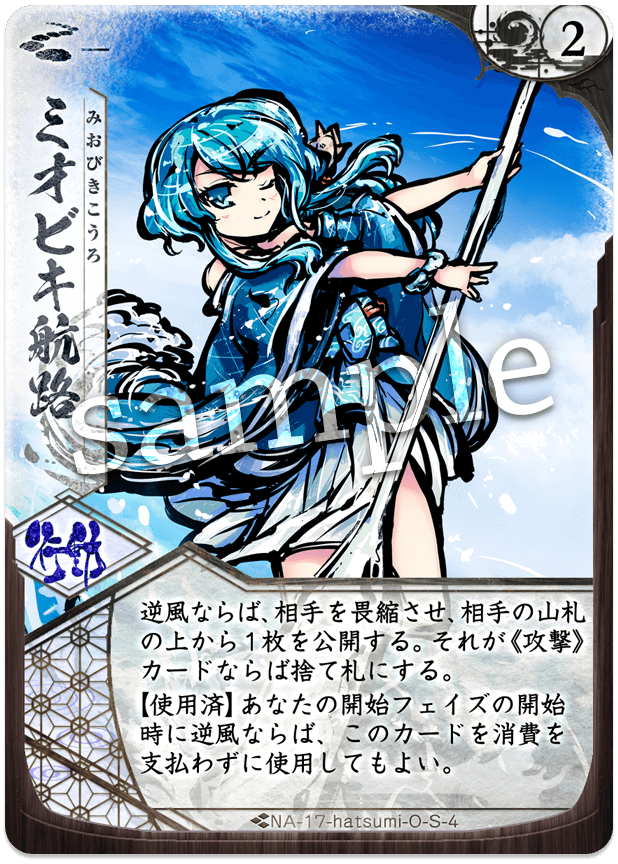 2
ミオビキ航路
みおびきこうろ
sample
行動
逆風ならば、相手を畏縮させ、相手の山札
の上から1枚を公開する。それが《攻撃》
カードならば捨て札にする。
【使用済】あなたの開始フェイズの開始
時に逆風ならば、このカードを消費を
支払わずに使用してもよい。
NA-17-hatsumi-O-S-4